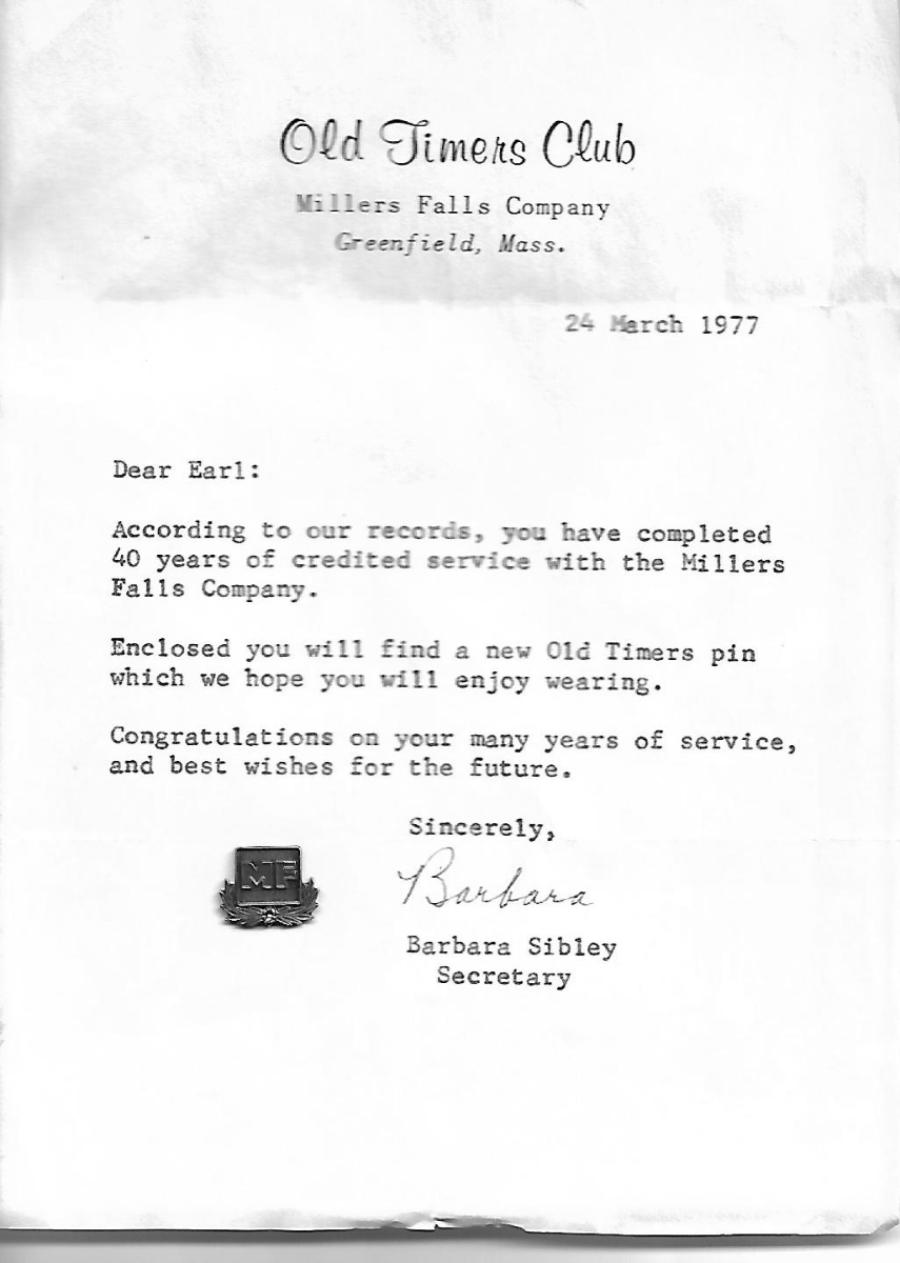 Old Timers Club
Millers Falls Company
Greenfield, Mass.
24 March 1977
Dear Earl:
According to our records, you have completed
40 years of credited service with the Millers
Falls Company.
Enclosed you will find a new Old Timers pin
which we hope you will enjoy wearing.
Congratulations on your many years of service,
and best wishes for the future.
Sincerely,
MF
Barbara
Barbara Sibley
Secretary